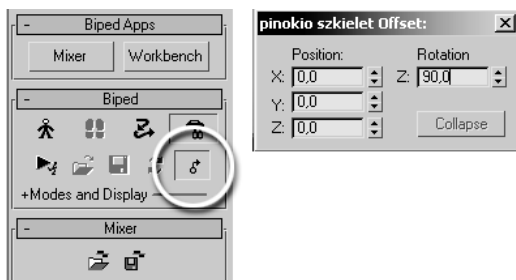 - Biped Apps
Mixer Workbench
- Biped
+Modes and Display
- Mixer
pinokio szkielet Offset:
Position: Rotation
X: 0,0 Z: 90,0
Y: 0,0
Z: 0,0 Collapse